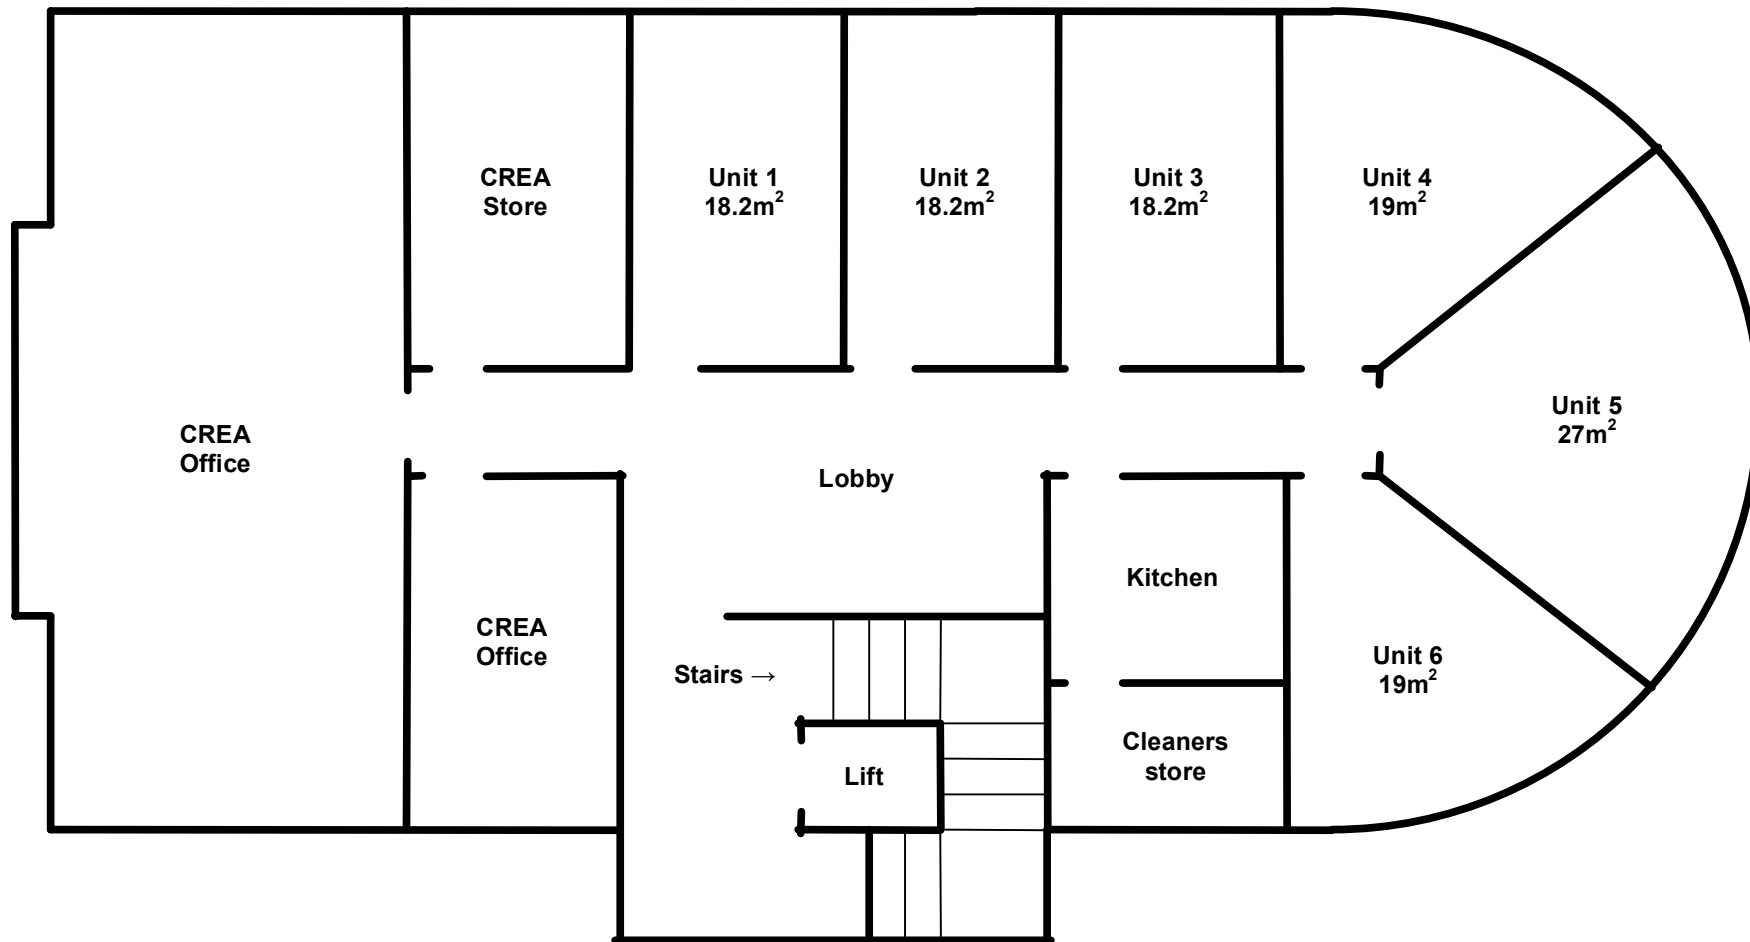 CREA
Store
Unit 1
18.2m²
Unit 2
18.2m²
Unit 3
18.2m²
Unit 4
19m²
Unit 5
27m²
CREA
Office
Lobby
Kitchen
CREA
Office
Unit 6
19m²
Stairs →
Cleaners
store
Lift